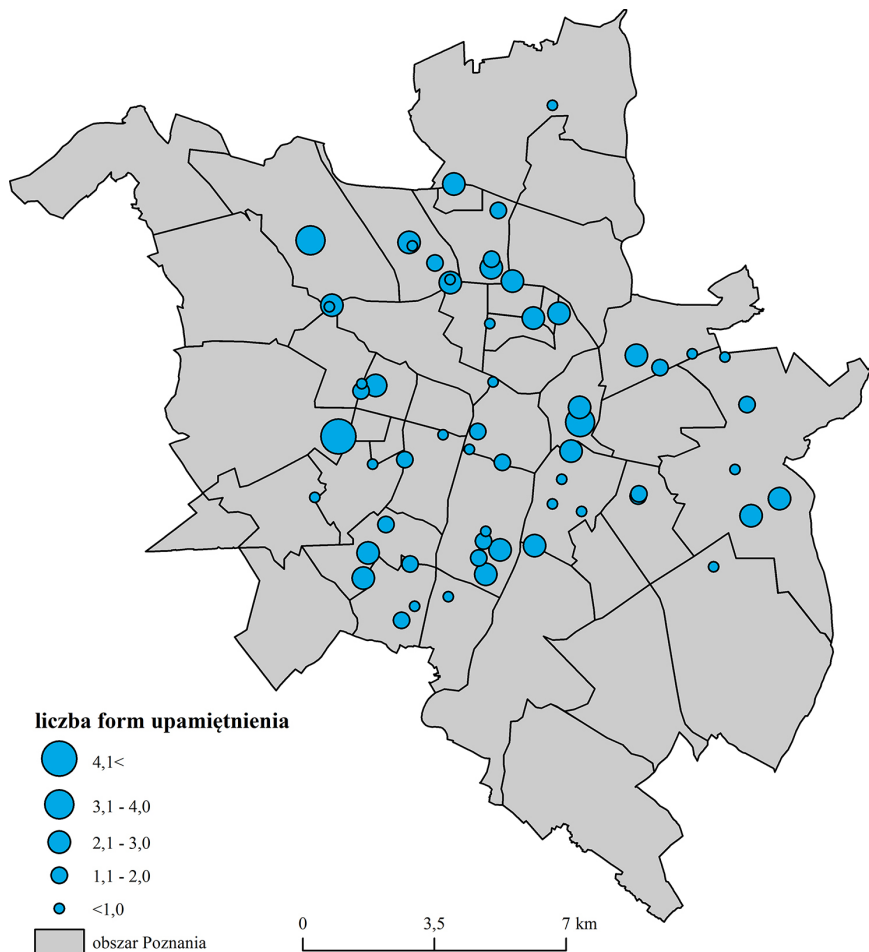 liczba form upamiętnienia
4,1<
3,1 - 4,0
2,1 - 3,0
1,1 - 2,0
<1,0
obszar Poznania
0 3,5 7 km